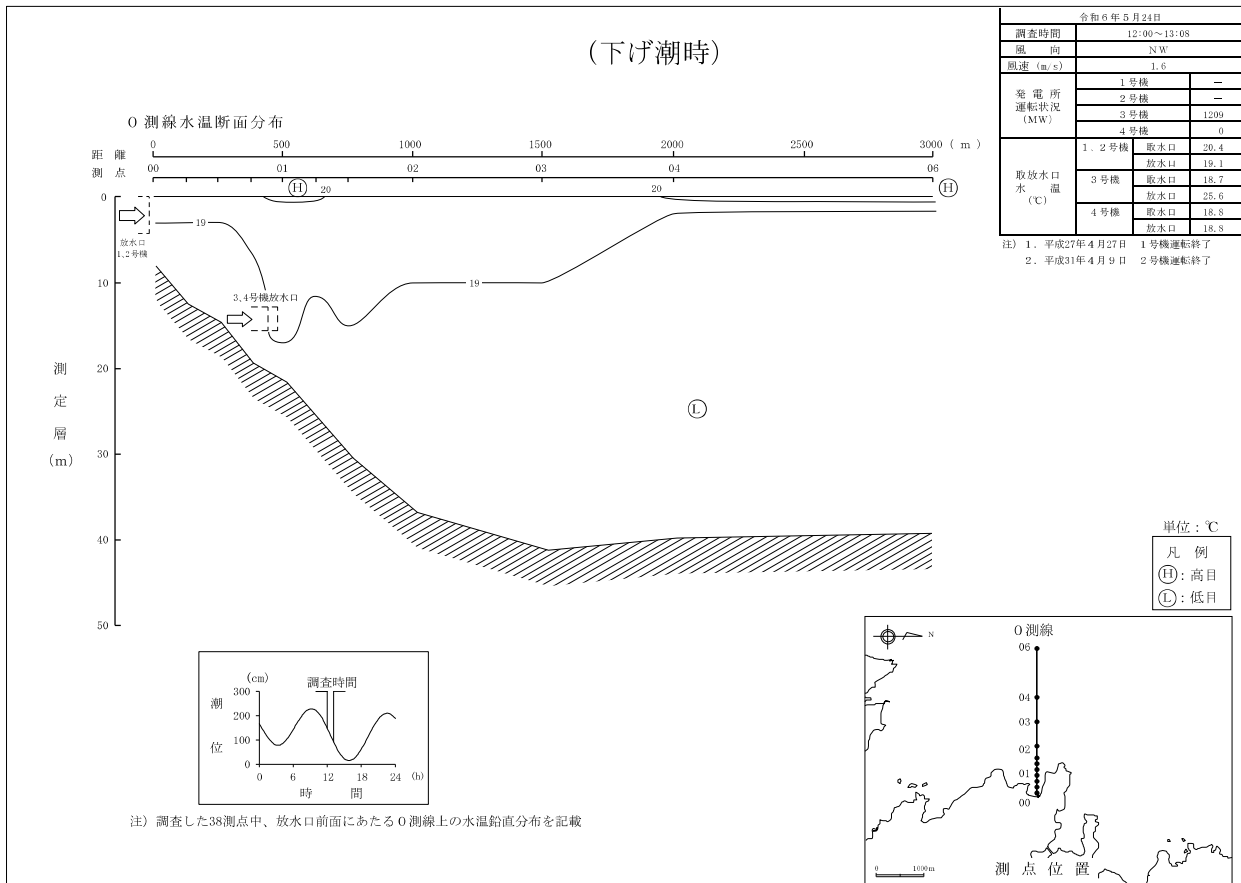 (下げ潮時)
令和6年5月24日
調査時間 12:00～13:08
風 向 NW
風速 (m/s) 1.6
発電所
運転状況
(MW)
1号機 －
2号機 －
3号機 1209
4号機 0
取放水口
水 温
(℃)
1.2号機 取水口 20.4
放水口 19.1
3号機 取水口 18.7
放水口 25.6
4号機 取水口 18.8
放水口 18.8
注) 1. 平成27年4月27日 1号機運転終了
2. 平成31年4月9日 2号機運転終了
0測線水温断面分布
距離 0 500 1000 1500 2000 2500 3000 (m)
測点 00 01 02 03 04 06
H 20 20 H
0
19
放水口
1,2号機
10
19
3,4号機放水口
20
L
30
40
50
測定層
(m)
単位:℃
凡 例
H:高目
L:低目
(cm)
調査時間
潮位
300
200
100
0
0 6 12 18 24 (h)
時 間
注) 調査した38測点中、放水口前面にあたる0測線上の水温鉛直分布を記載
N
0測線
06
04
03
02
01
00
0 1000m
測点位置